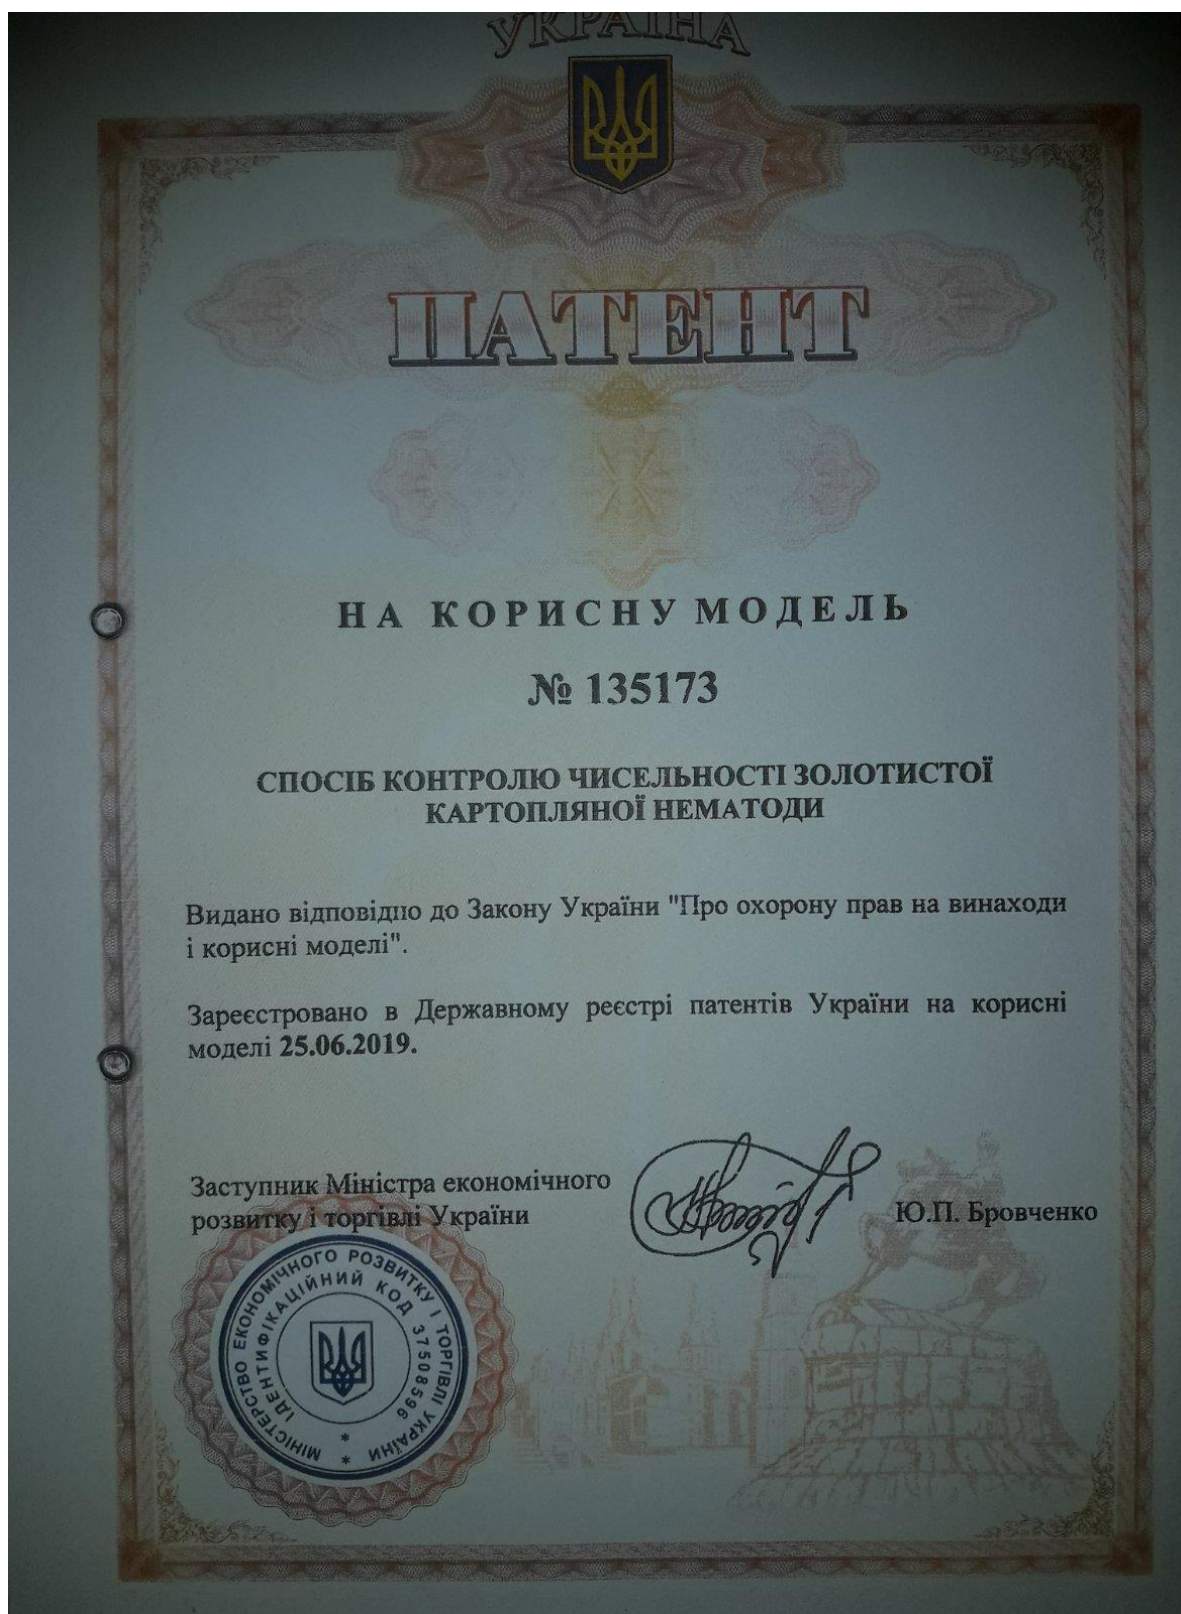 УКРАЇНА
ПАТЕНТ
НА КОРИСНУ МОДЕЛЬ
№ 135173
СПОСІБ КОНТРОЛЮ ЧИСЕЛЬНОСТІ ЗОЛОТИСТОЇ
КАРТОПЛЯНОЇ НЕМАТОДИ
Видано відповідно до Закону України "Про охорону прав на винаходи
і корисні моделі".
Зареєстровано в Державному реєстрі патентів України на корисні
моделі 25.06.2019.
Заступник Міністра економічного
розвитку і торгівлі України
Ю.П. Бровченко
МІНІСТЕРСТВО ЕКОНОМІЧНОГО РОЗВИТКУ І ТОРГІВЛІ УКРАЇНИ *
ІДЕНТИФІКАЦІЙНИЙ КОД 37508596 *